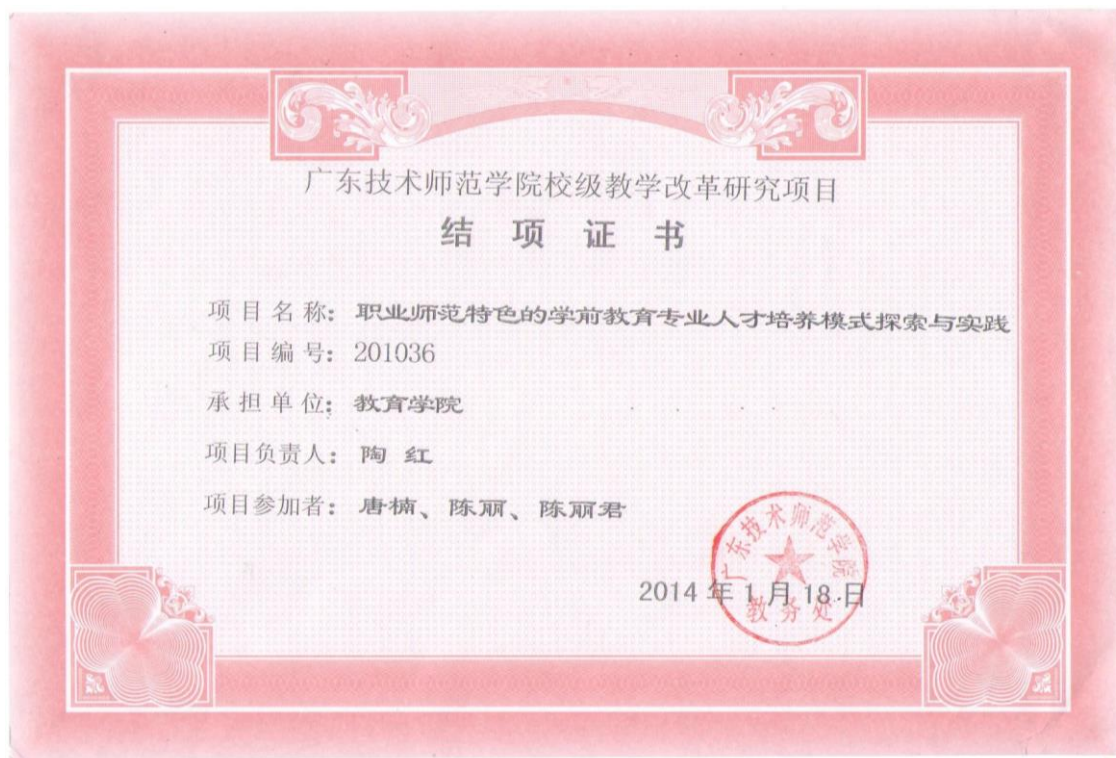 广东技术师范学院校级教学改革研究项目
结项证书
项目名称：职业师范特色的学前教育专业人才培养模式探索与实践
项目编号：201036
承担单位：教育学院
项目负责人：陶红
项目参加者：唐楠、陈丽、陈丽君
广东技术师范学院
2014年1月18日
教务处